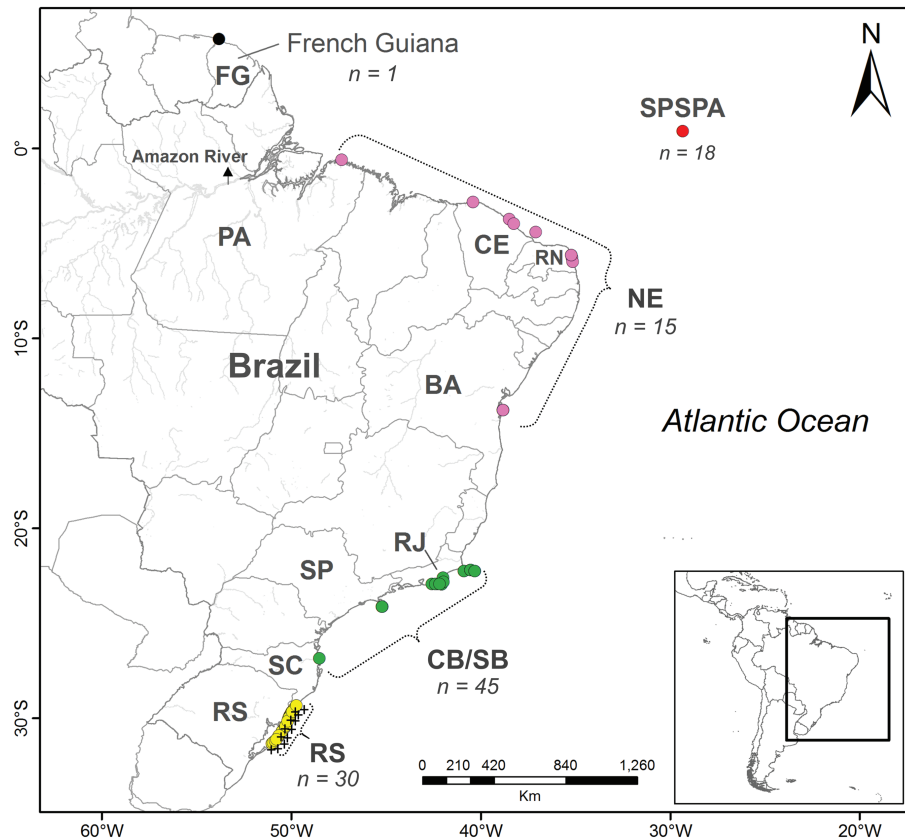 French Guiana
n = 1
FG
N
SPSPA
n = 18
0°
Amazon River
PA
CE
RN
NE
n = 15
10°S
Brazil
BA
Atlantic Ocean
20°S
RJ
SP
CB/SB
n = 45
SC
RS
30°S
RS
n = 30
0 210 420 840 1,260
Km
60°W 50°W 40°W 30°W 20°W